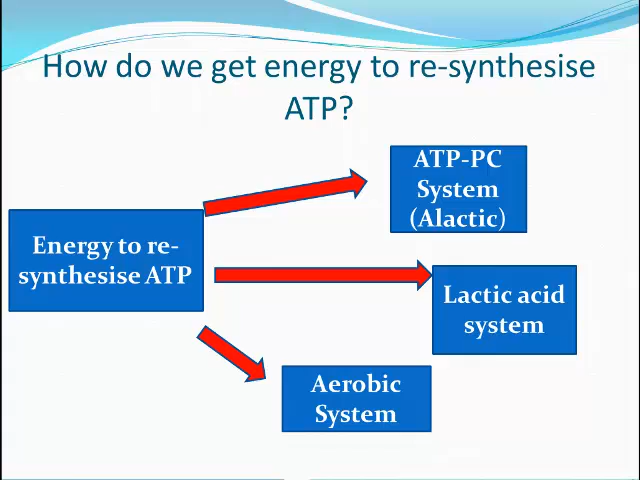 How do we get energy to re-synthesise
ATP?
ATP-PC
System
(Alactic)
Energy to re-
synthesise ATP
Lactic acid
system
Aerobic
System